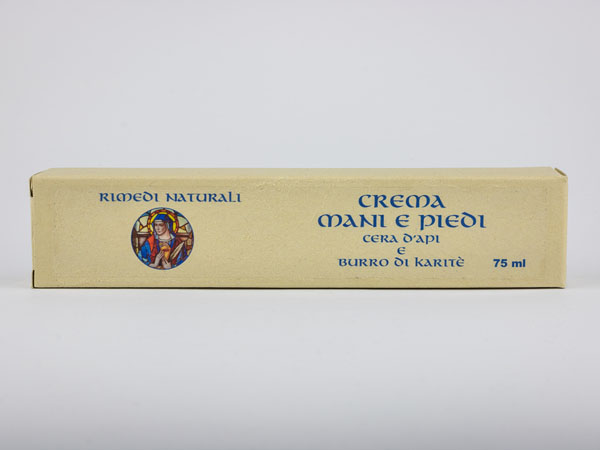 RIMEDI NATURALI
CREMA
MANI E PIEDI
CERA D'API
E
BURRO DI KARITÈ
75 ml